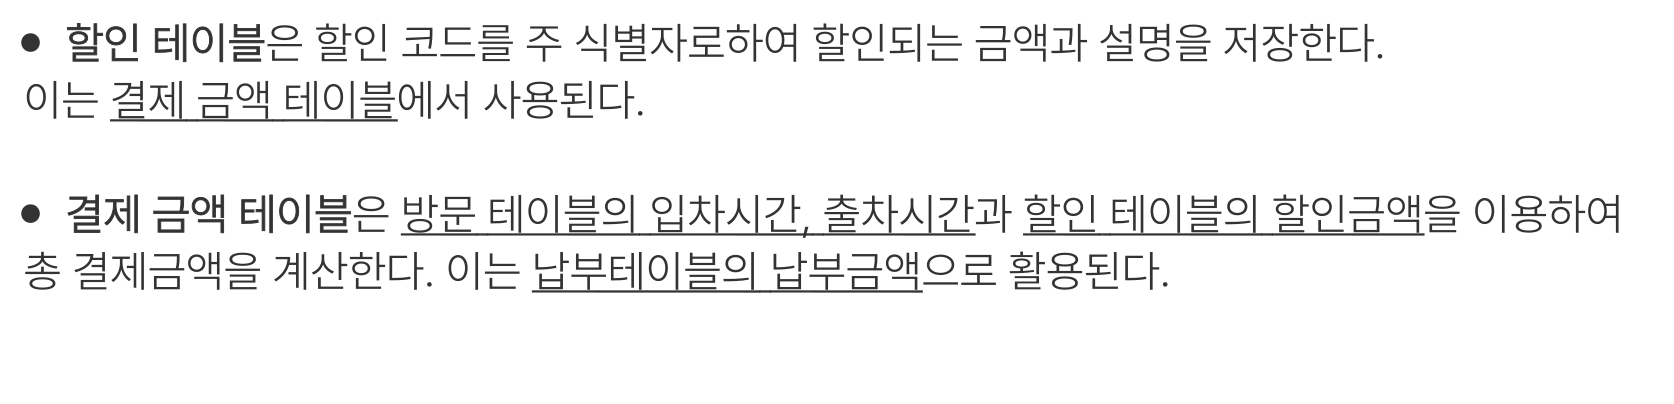 ● 할인 테이블은 할인 코드를 주 식별자로하여 할인되는 금액과 설명을 저장한다.
이는 결제 금액 테이블에서 사용된다.
● 결제 금액 테이블은 방문 테이블의 입차시간, 출차시간과 할인 테이블의 할인금액을 이용하여
총 결제금액을 계산한다. 이는 납부테이블의 납부금액으로 활용된다.